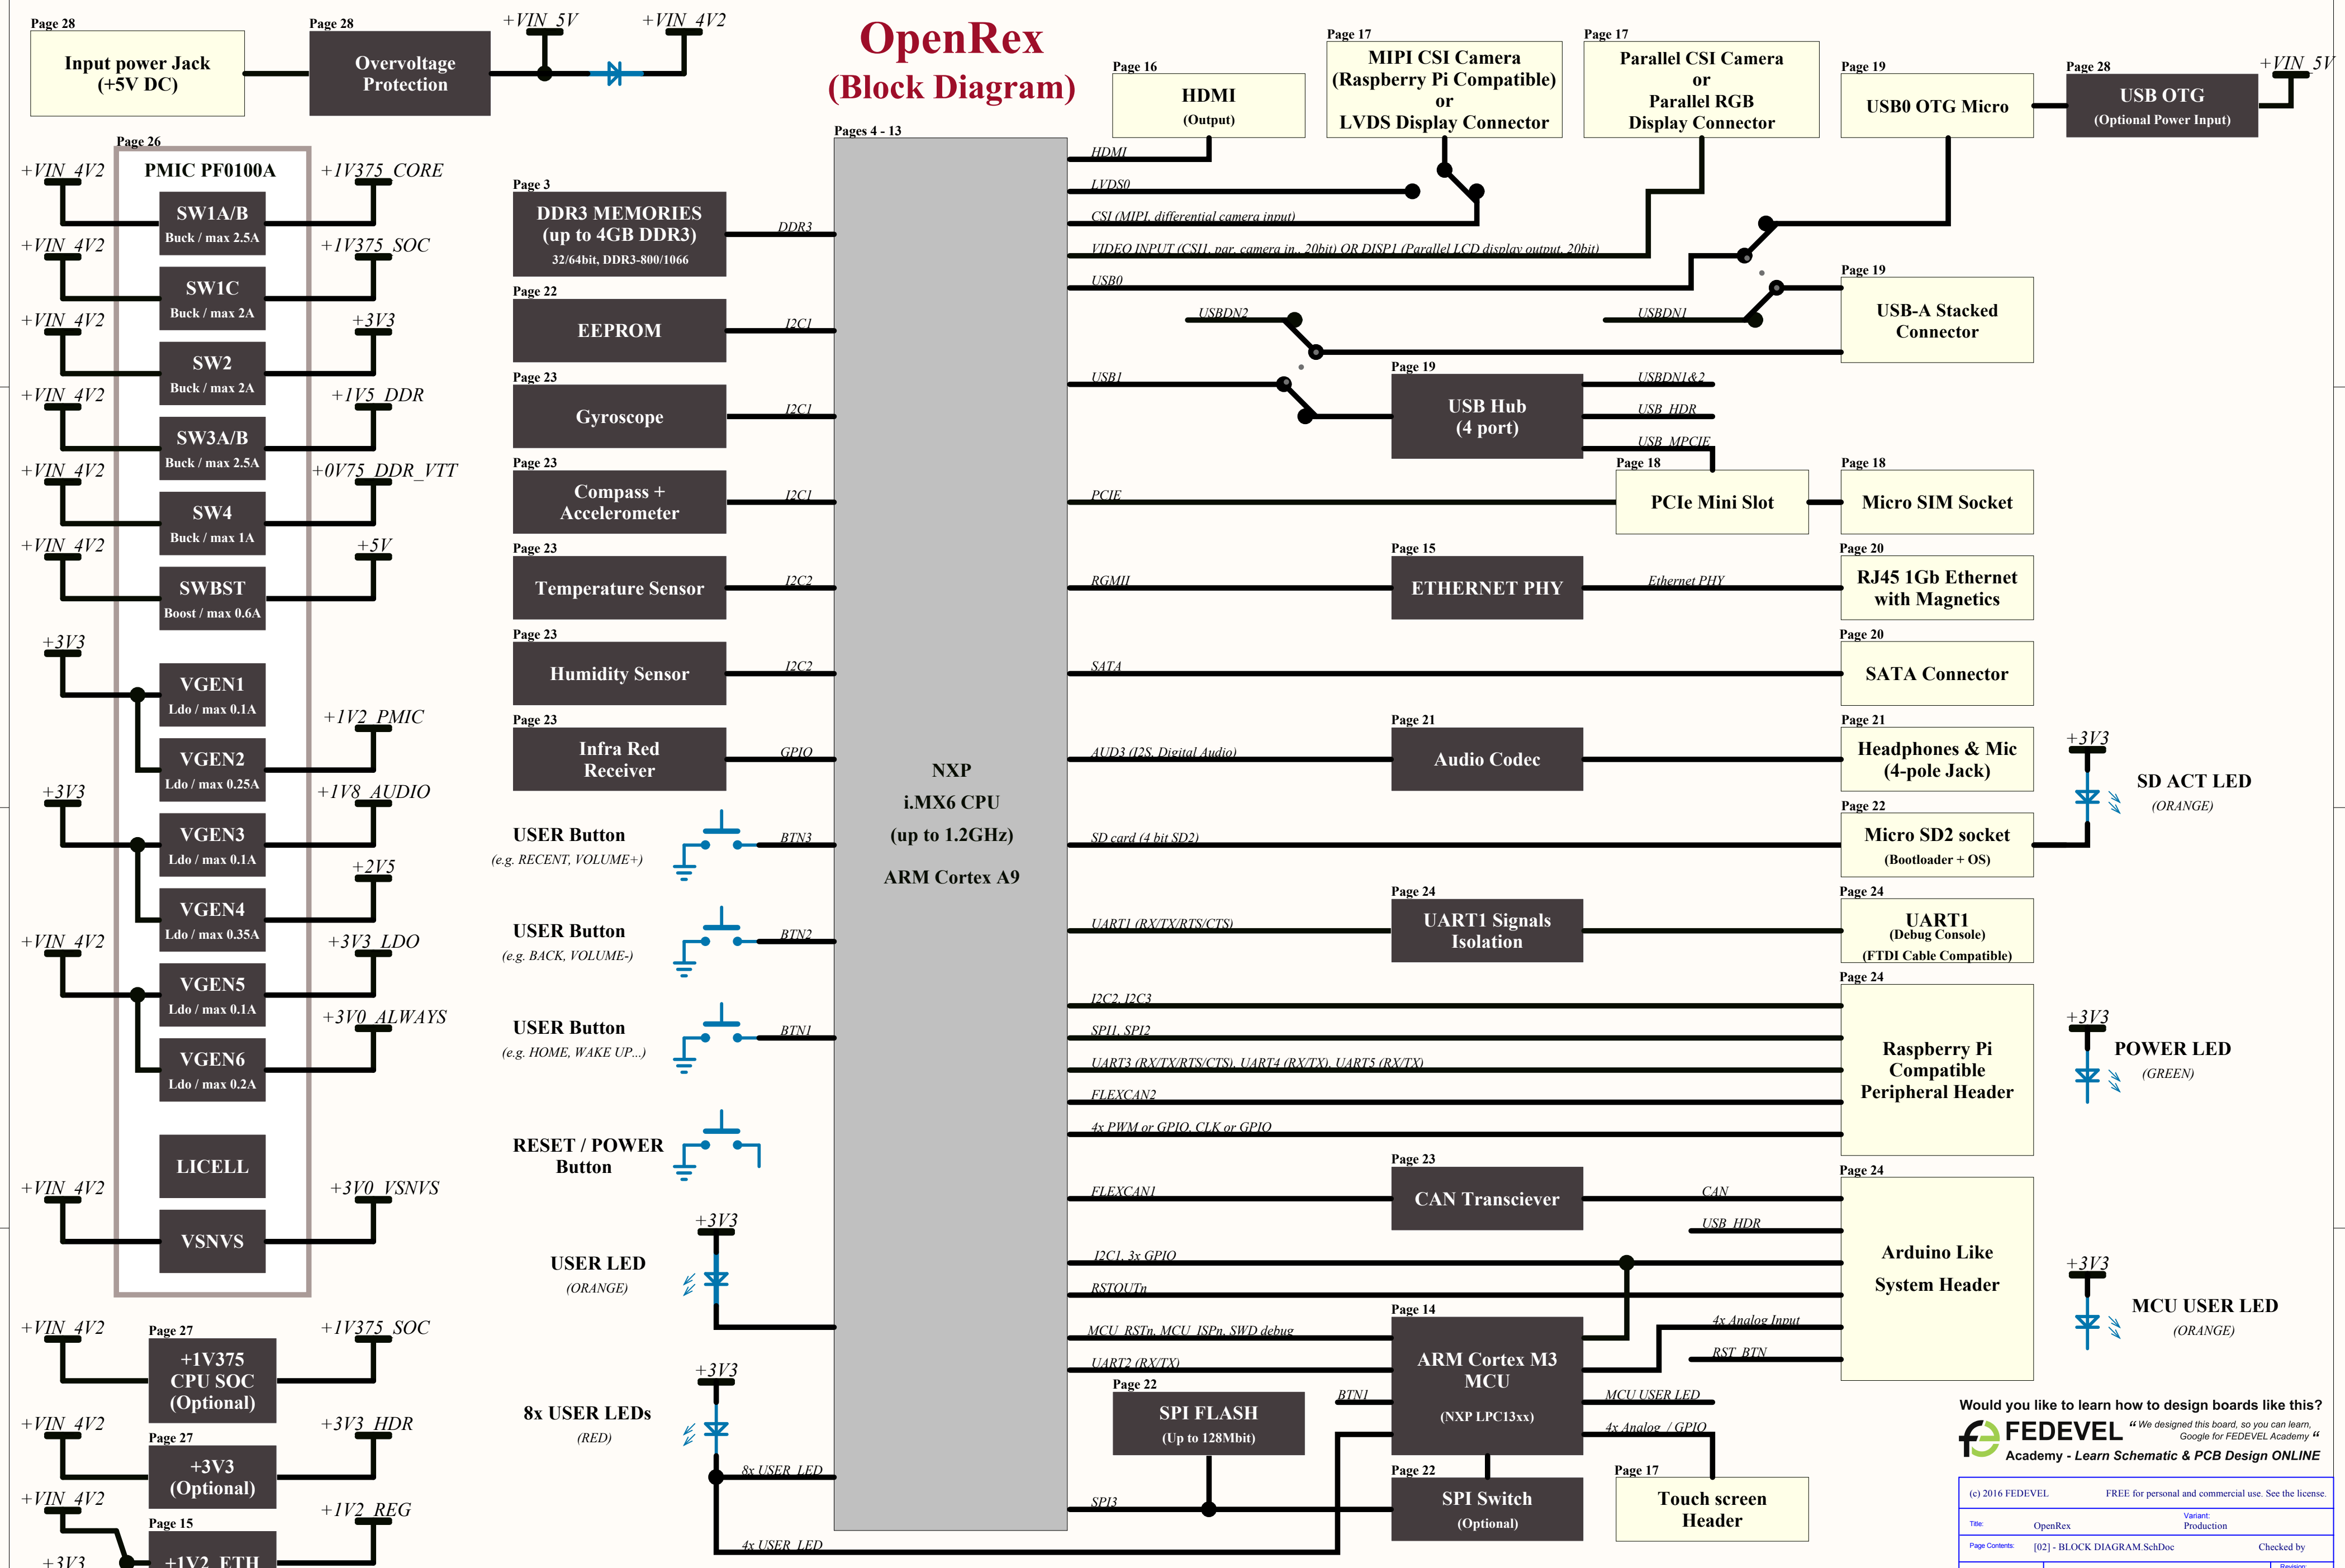 OpenRex
(Block Diagram)
Page 28
Input power Jack
(+5V DC)
Page 28
Overvoltage
Protection
+VIN_5V
+VIN_4V2
Page 26
PMIC PF0100A
+VIN_4V2
SW1A/B
Buck / max 2.5A
+1V375_CORE
+VIN_4V2
SW1C
Buck / max 2A
+1V375_SOC
+VIN_4V2
SW2
Buck / max 2A
+3V3
+VIN_4V2
SW3A/B
Buck / max 2.5A
+1V5_DDR
+VIN_4V2
SW4
Buck / max 1A
+0V75_DDR_VTT
+VIN_4V2
SWBST
Boost / max 0.6A
+5V
+3V3
VGEN1
Ldo / max 0.1A
VGEN2
Ldo / max 0.25A
+1V2_PMIC
+3V3
VGEN3
Ldo / max 0.1A
+1V8_AUDIO
VGEN4
Ldo / max 0.35A
+2V5
+VIN_4V2
VGEN5
Ldo / max 0.1A
+3V3_LDO
VGEN6
Ldo / max 0.2A
+3V0_ALWAYS
LICELL
+VIN_4V2
VSNVS
+3V0_VSNVS
+VIN_4V2
Page 27
+1V375
CPU SOC
(Optional)
+1V375_SOC
+VIN_4V2
Page 27
+3V3
(Optional)
+3V3_HDR
+VIN_4V2
+3V3
Page 15
+1V2_ETH
+1V2_REG
Page 3
DDR3 MEMORIES
(up to 4GB DDR3)
32/64bit, DDR3-800/1066
DDR3
Page 22
EEPROM
I2C1
Page 23
Gyroscope
I2C1
Page 23
Compass +
Accelerometer
I2C1
Page 23
Temperature Sensor
I2C2
Page 23
Humidity Sensor
I2C2
Page 23
Infra Red
Receiver
GPIO
USER Button
(e.g. RECENT, VOLUME+)
BTN3
USER Button
(e.g. BACK, VOLUME-)
BTN2
USER Button
(e.g. HOME, WAKE UP...)
BTN1
RESET / POWER
Button
+3V3
USER LED
(ORANGE)
+3V3
8x USER LEDs
(RED)
8x USER_LED
4x USER_LED
Pages 4 - 13
NXP
i.MX6 CPU
(up to 1.2GHz)
ARM Cortex A9
Page 16
HDMI
(Output)
Page 17
MIPI CSI Camera
(Raspberry Pi Compatible)
or
LVDS Display Connector
Page 17
Parallel CSI Camera
or
Parallel RGB
Display Connector
Page 19
USB0 OTG Micro
Page 28
USB OTG
(Optional Power Input)
+VIN_5V
HDMI
LVDS0
CSI (MIPI, differential camera input)
VIDEO INPUT (CSI1, par. camera in., 20bit) OR DISP1 (Parallel LCD display output, 20bit)
USB0
USBDN2
USBDN1
Page 19
USB-A Stacked
Connector
USB1
Page 19
USB Hub
(4 port)
USBDN1&2
USB_HDR
USB_MPCIE
PCIE
Page 18
PCIe Mini Slot
Page 18
Micro SIM Socket
RGMII
Page 15
ETHERNET PHY
Ethernet PHY
Page 20
RJ45 1Gb Ethernet
with Magnetics
SATA
Page 20
SATA Connector
AUD3 (I2S, Digital Audio)
Page 21
Audio Codec
Page 21
Headphones & Mic
(4-pole Jack)
+3V3
SD ACT LED
(ORANGE)
SD card (4 bit SD2)
Page 22
Micro SD2 socket
(Bootloader + OS)
UART1 (RX/TX/RTS/CTS)
Page 24
UART1 Signals
Isolation
Page 24
UART1
(Debug Console)
(FTDI Cable Compatible)
I2C2, I2C3
SPI1, SPI2
UART3 (RX/TX/RTS/CTS), UART4 (RX/TX), UART5 (RX/TX)
FLEXCAN2
4x PWM or GPIO, CLK or GPIO
Page 24
Raspberry Pi
Compatible
Peripheral Header
+3V3
POWER LED
(GREEN)
FLEXCAN1
Page 23
CAN Transciever
CAN
USB_HDR
I2C1, 3x GPIO
RSTOUTn
Page 24
Arduino Like
System Header
+3V3
MCU USER LED
(ORANGE)
MCU_RSTn, MCU_ISPn, SWD debug
UART2 (RX/TX)
BTN1
Page 14
ARM Cortex M3
MCU
(NXP LPC13xx)
4x Analog Input
RST_BTN
MCU USER LED
4x Analog / GPIO
Page 22
SPI FLASH
(Up to 128Mbit)
SPI3
Page 22
SPI Switch
(Optional)
Page 17
Touch screen
Header
Would you like to learn how to design boards like this?
fe FEDEVEL
“ We designed this board, so you can learn,
Google for FEDEVEL Academy “
Academy - Learn Schematic & PCB Design ONLINE
(c) 2016 FEDEVEL FREE for personal and commercial use. See the license.
Title: OpenRex Variant: Production
Page Contents: [02] - BLOCK DIAGRAM.SchDoc Checked by
Revision: